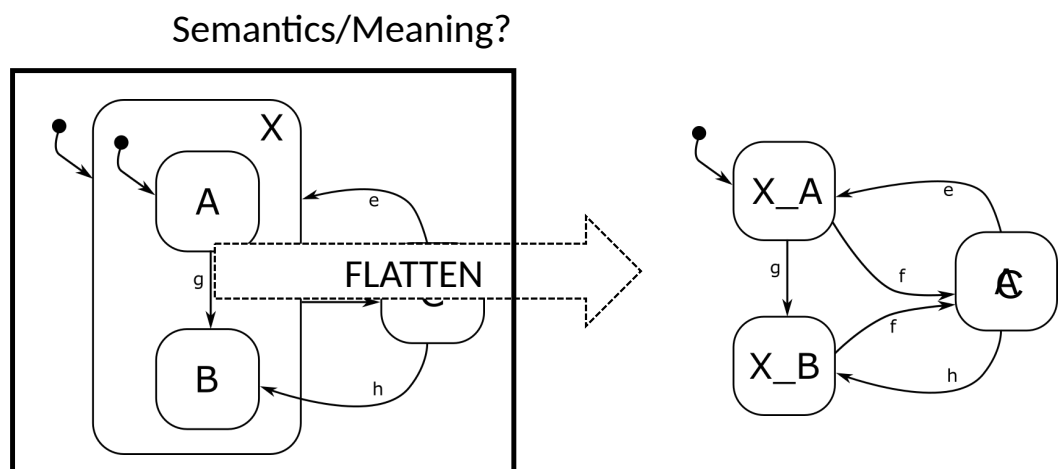 Semantics/Meaning?
X
A
e
g
FLATTEN
B
h
X_A
e
g
f
C
f
X_B
h